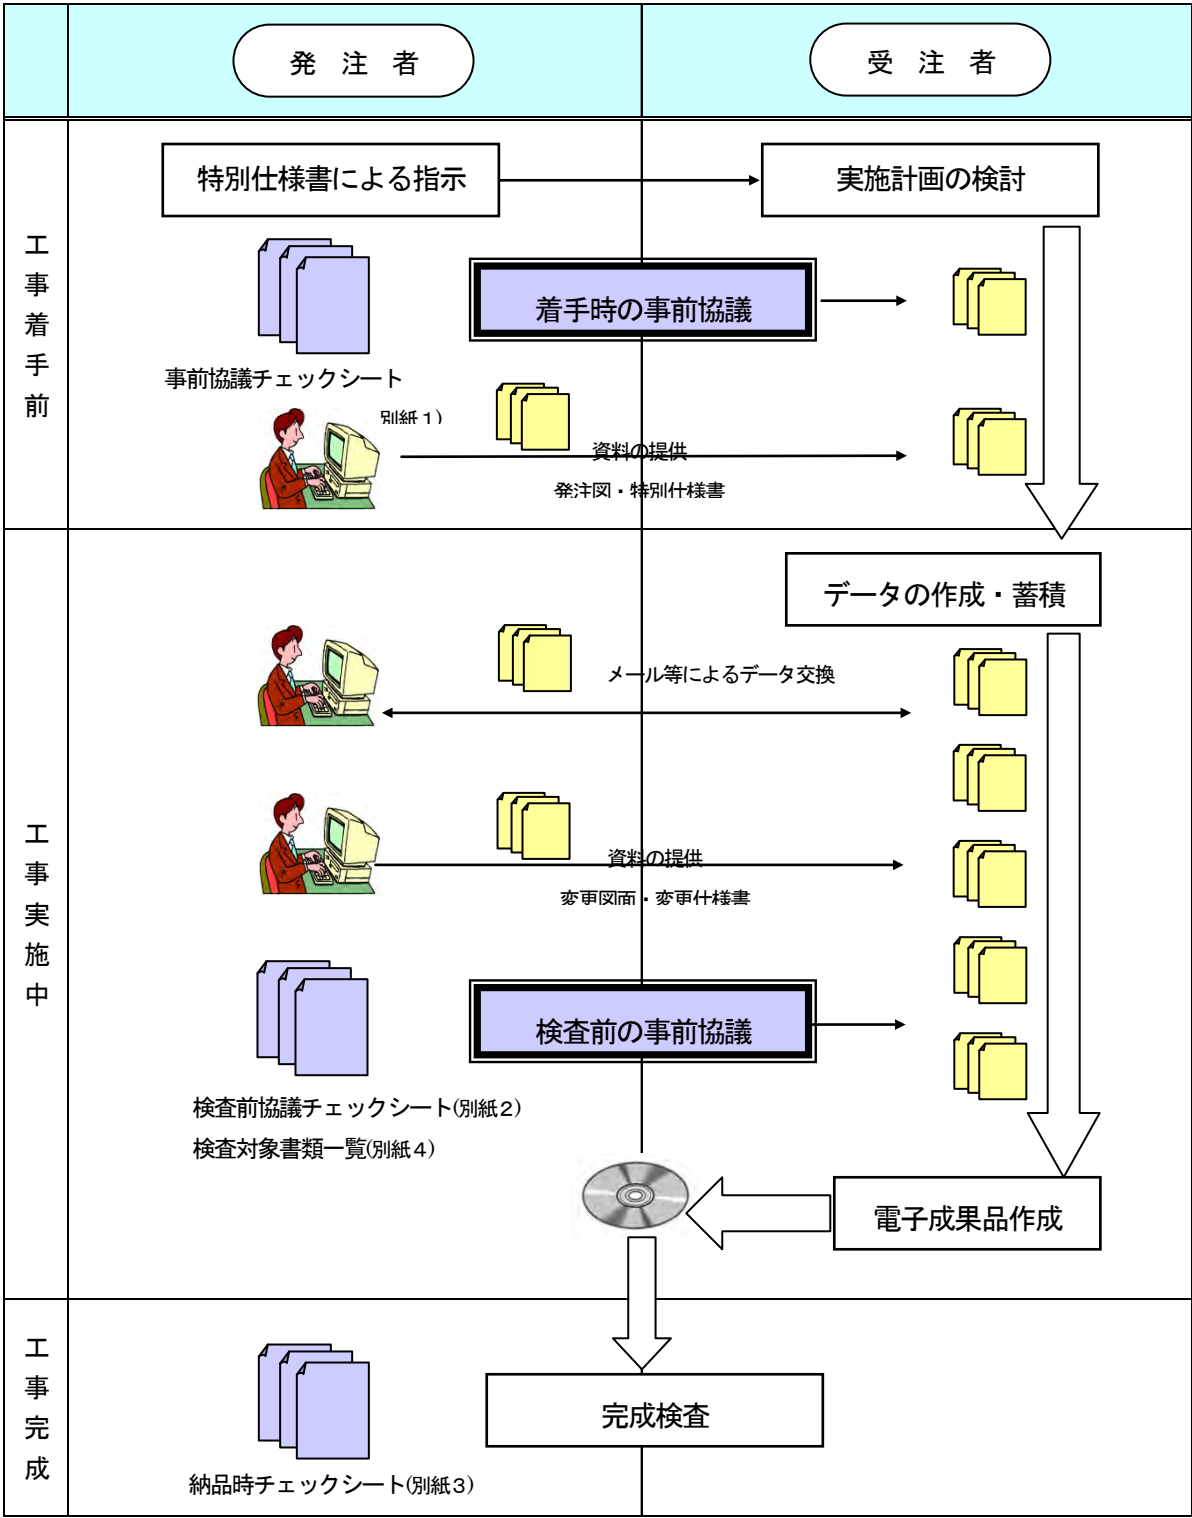 発 注 者
受 注 者
工事着手前
特別仕様書による指示
実施計画の検討
着手時の事前協議
事前協議チェックシート
別紙1)
資料の提供
発注図・特別仕様書
工事実施中
データの作成・蓄積
メール等によるデータ交換
資料の提供
変更図面・変更仕様書
検査前の事前協議
検査前協議チェックシート(別紙2)
検査対象書類一覧(別紙4)
電子成果品作成
工事完成
完成検査
納品時チェックシート(別紙3)